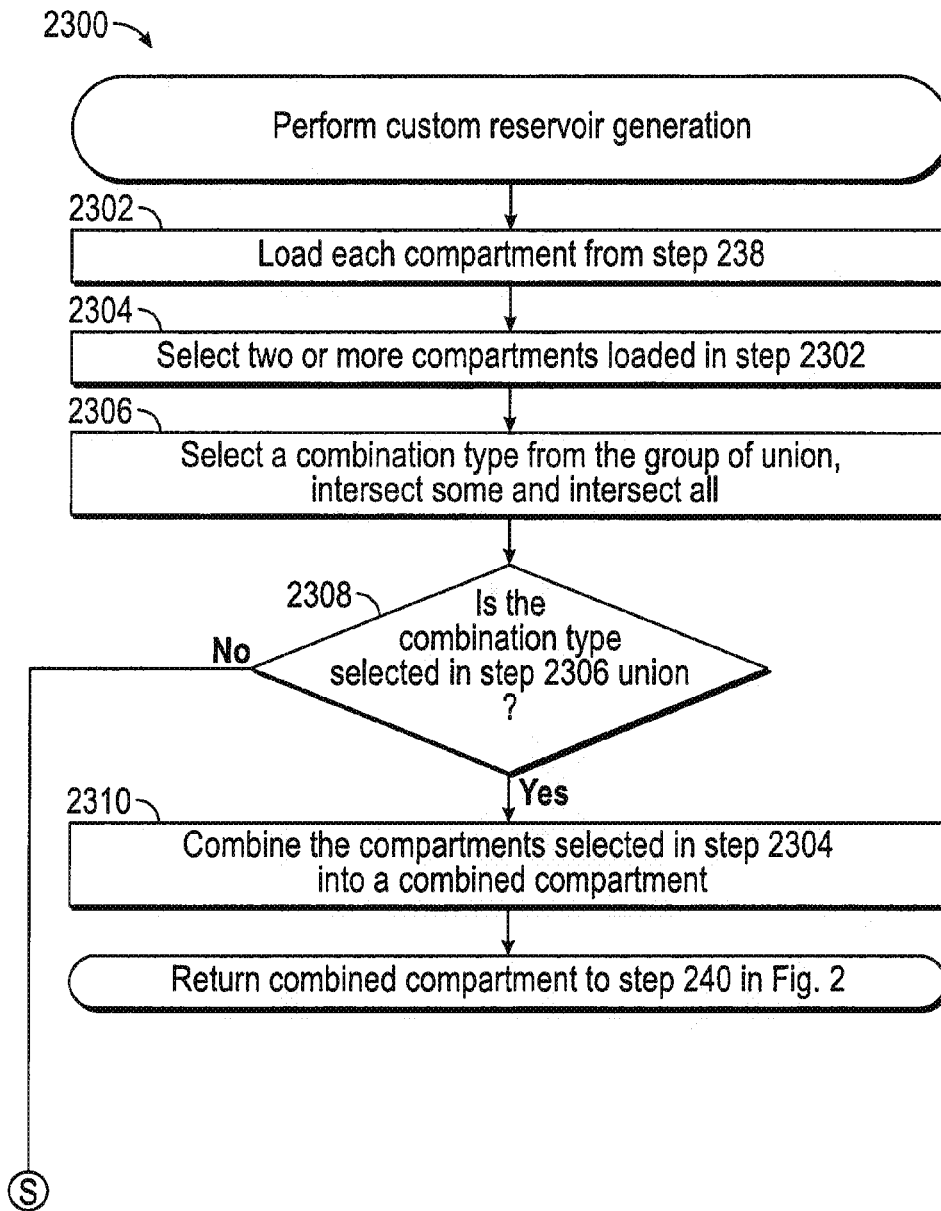 2300
Perform custom reservoir generation
2302
Load each compartment from step 238
2304
Select two or more compartments loaded in step 2302
2306
Select a combination type from the group of union,
intersect some and intersect all
2308
Is the
combination type
selected in step 2306 union
?
No
Yes
2310
Combine the compartments selected in step 2304
into a combined compartment
Return combined compartment to step 240 in Fig. 2
S